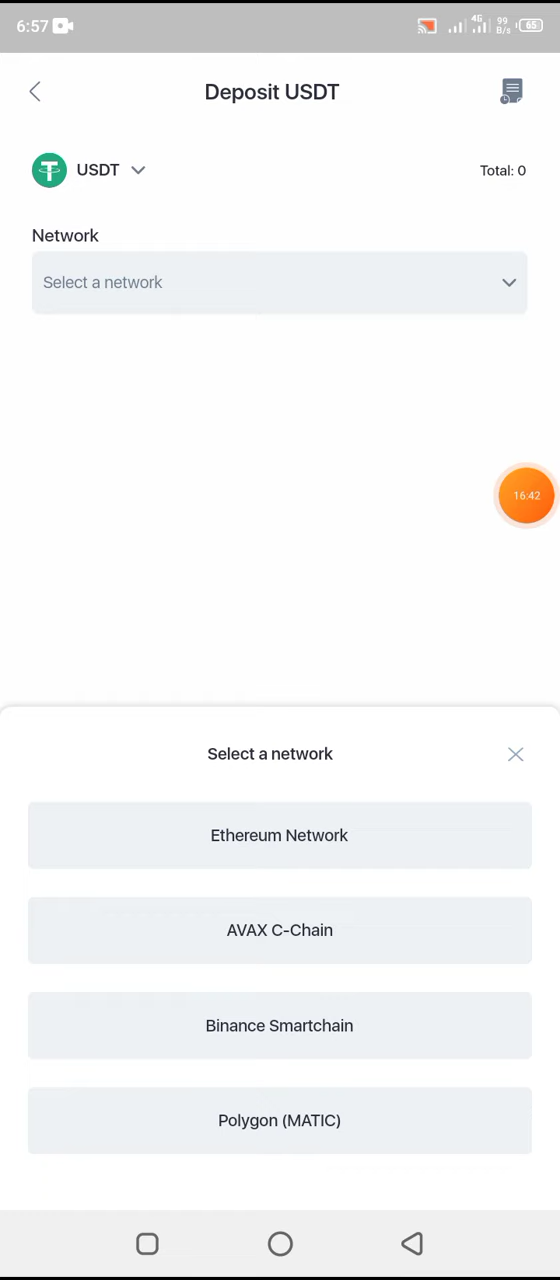 6:57
4G
99
B/s
65
Deposit USDT
USDT
Total: 0
Network
Select a network
16:42
Select a network
Ethereum Network
AVAX C-Chain
Binance Smartchain
Polygon (MATIC)